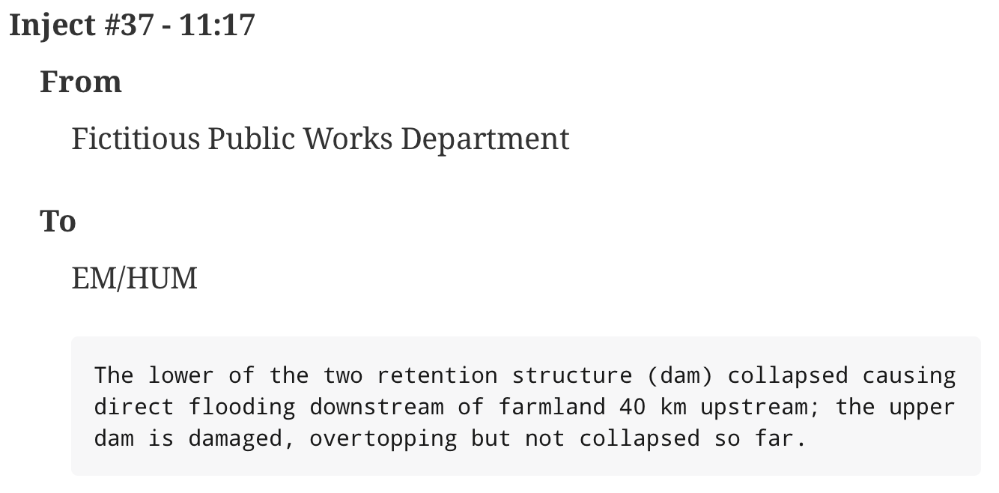 Inject #37 - 11:17
From
Fictitious Public Works Department
To
EM/HUM
The lower of the two retention structure (dam) collapsed causing
direct flooding downstream of farmland 40 km upstream; the upper
dam is damaged, overtopping but not collapsed so far.